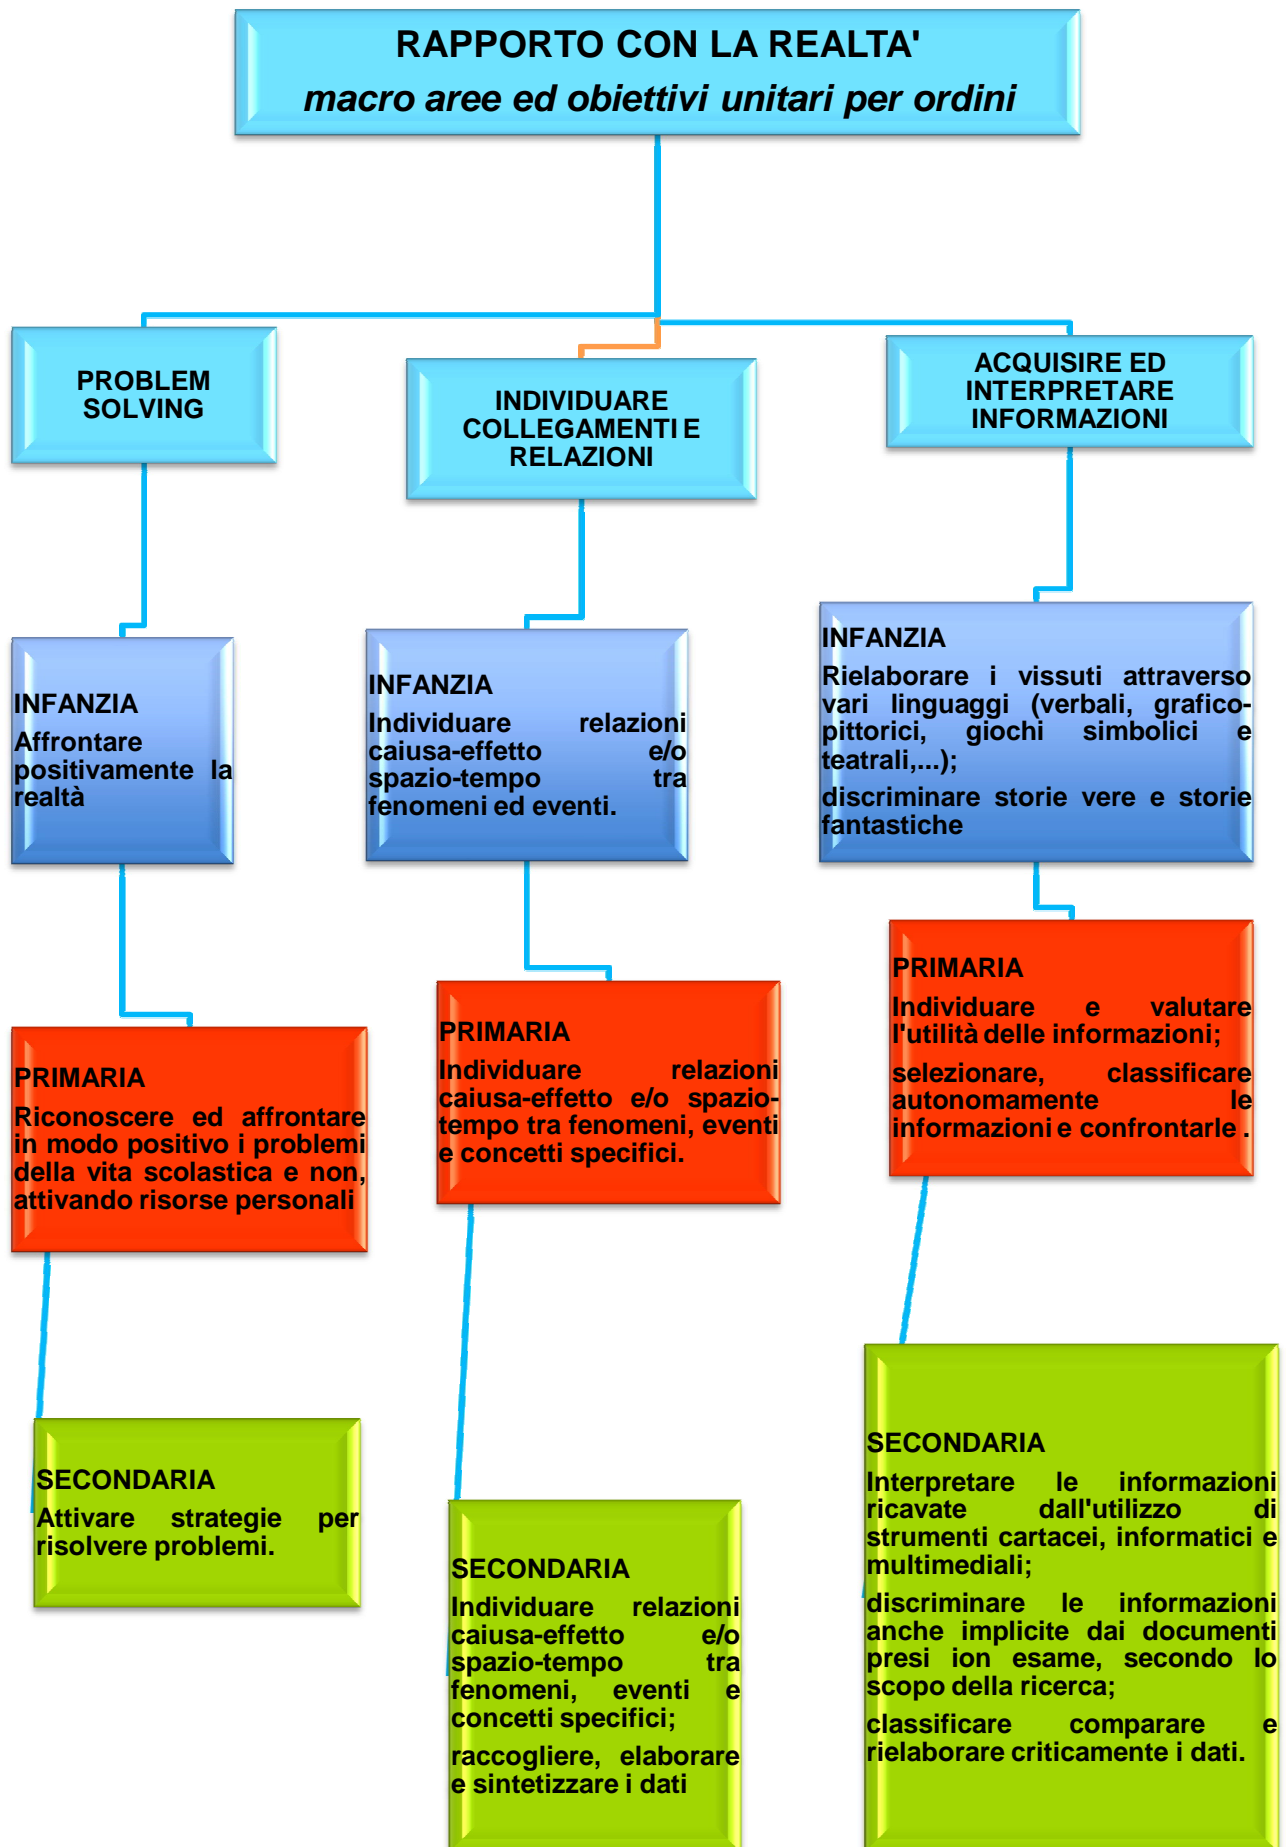 RAPPORTO CON LA REALTA'
macro aree ed obiettivi unitari per ordini
PROBLEM
SOLVING
INDIVIDUARE
COLLEGAMENTI E
RELAZIONI
ACQUISIRE ED
INTERPRETARE
INFORMAZIONI
INFANZIA
Affrontare
positivamente la
realtà
INFANZIA
Individuare relazioni
caiusa-effetto e/o
spazio-tempo tra
fenomeni ed eventi.
INFANZIA
Rielaborare i vissuti attraverso
vari linguaggi (verbali, grafico-
pittorici, giochi simbolici e
teatrali,...);
discriminare storie vere e storie
fantastiche
PRIMARIA
Riconoscere ed affrontare
in modo positivo i problemi
della vita scolastica e non,
attivando risorse personali
PRIMARIA
Individuare relazioni
caiusa-effetto e/o spazio-
tempo tra fenomeni, eventi
e concetti specifici.
PRIMARIA
Individuare e valutare
l'utilità delle informazioni;
selezionare, classificare
autonomamente le
informazioni e confrontarle .
SECONDARIA
Attivare strategie per
risolvere problemi.
SECONDARIA
Individuare relazioni
caiusa-effetto e/o
spazio-tempo tra
fenomeni, eventi e
concetti specifici;
raccogliere, elaborare
e sintetizzare i dati
SECONDARIA
Interpretare le informazioni
ricavate dall'utilizzo di
strumenti cartacei, informatici e
multimediali;
discriminare le informazioni
anche implicite dai documenti
presi ion esame, secondo lo
scopo della ricerca;
classificare comparare e
rielaborare criticamente i dati.